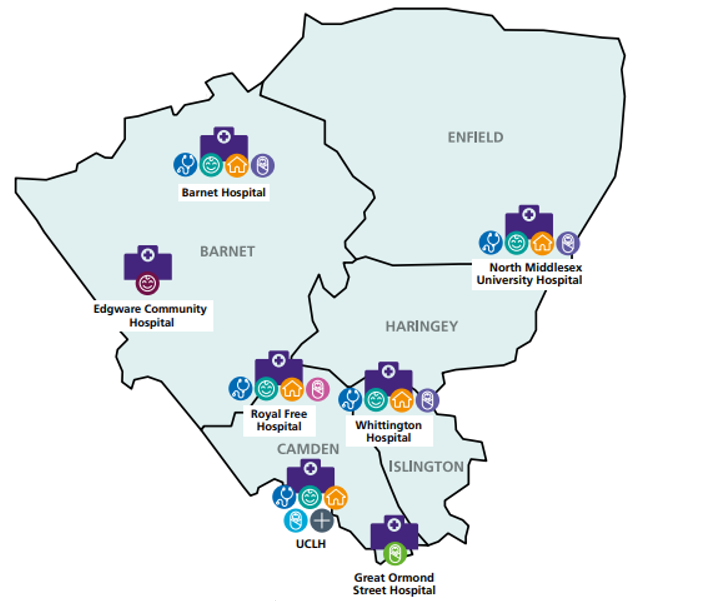 ENFIELD
Barnet Hospital
BARNET
North Middlesex
University Hospital
Edgware Community
Hospital
HARINGEY
Royal Free
Hospital
Whittington
Hospital
CAMDEN
ISLINGTON
UCLH
Great Ormond
Street Hospital